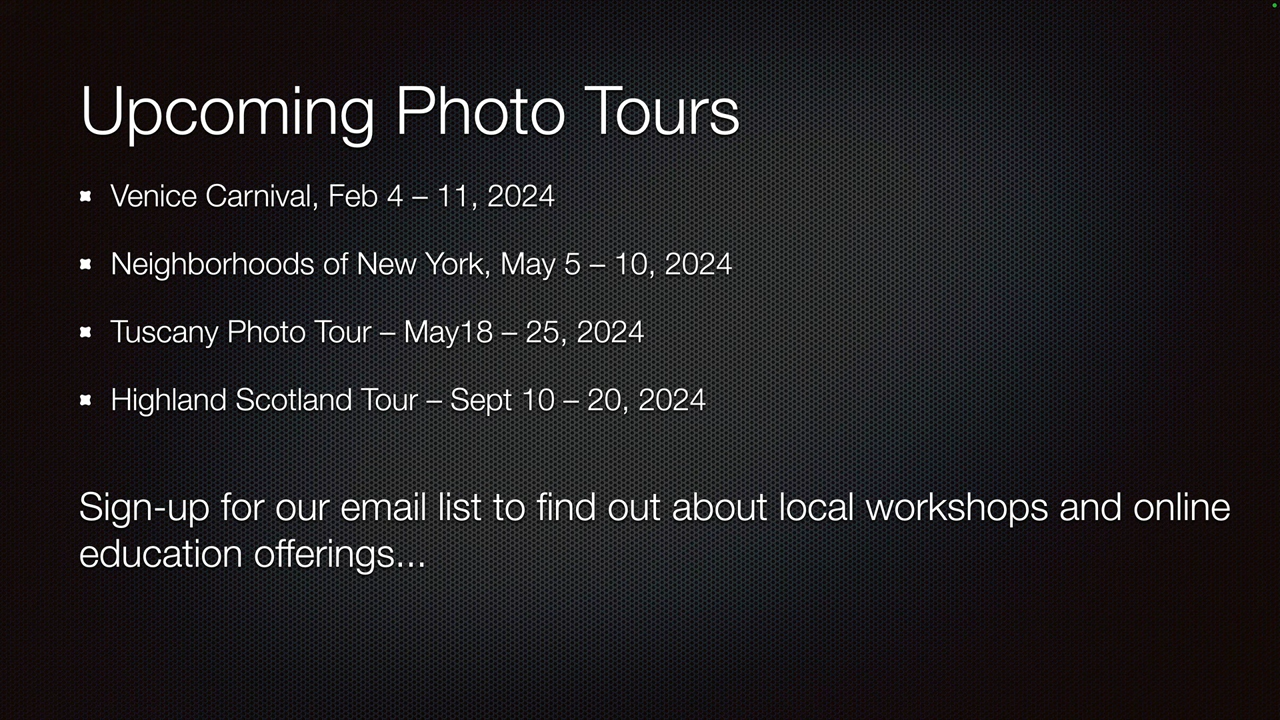 Upcoming Photo Tours
Venice Carnival, Feb 4 – 11, 2024
Neighborhoods of New York, May 5 – 10, 2024
Tuscany Photo Tour – May18 – 25, 2024
Highland Scotland Tour – Sept 10 – 20, 2024
Sign-up for our email list to find out about local workshops and online
education offerings...